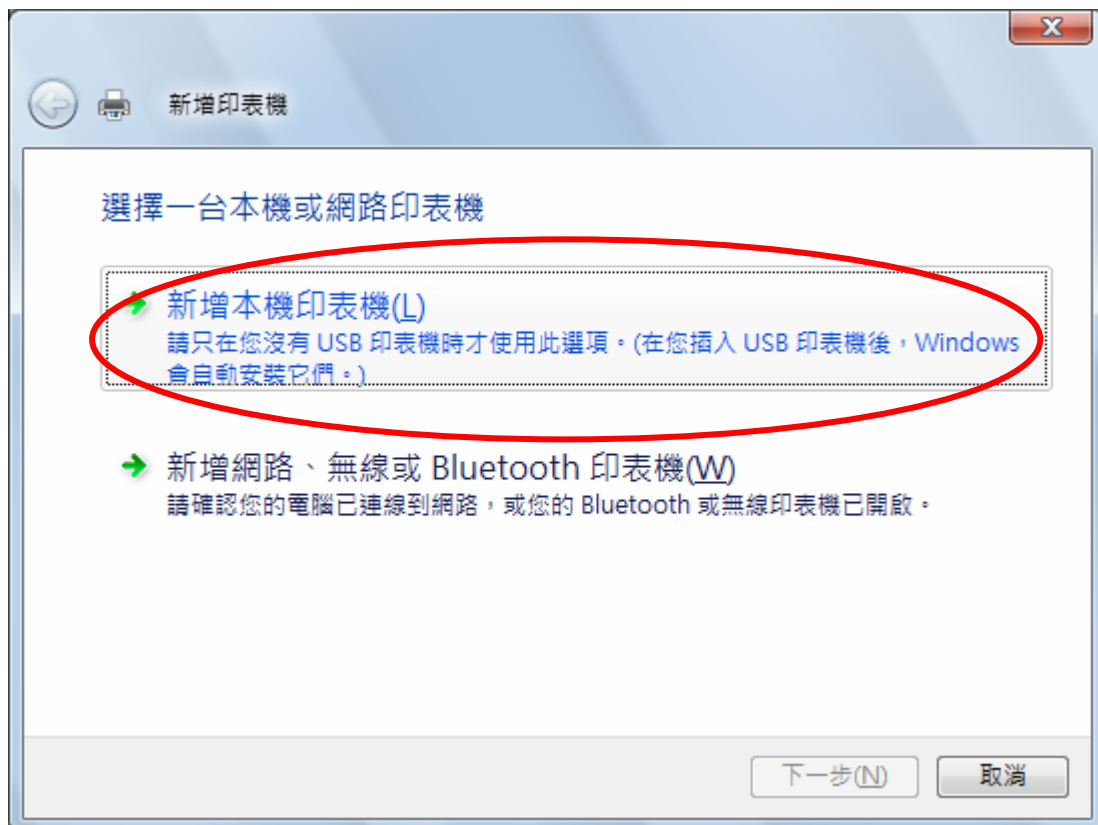 新增印表機
選擇一台本機或網路印表機
新增本機印表機(L)
請只在您沒有 USB 印表機時才使用此選項。(在您插入 USB 印表機後，Windows
會自動安裝它們。)
新增網路、無線或 Bluetooth 印表機(W)
請確認您的電腦已連線到網路，或您的 Bluetooth 或無線印表機已開啟。
下一步(N)
取消